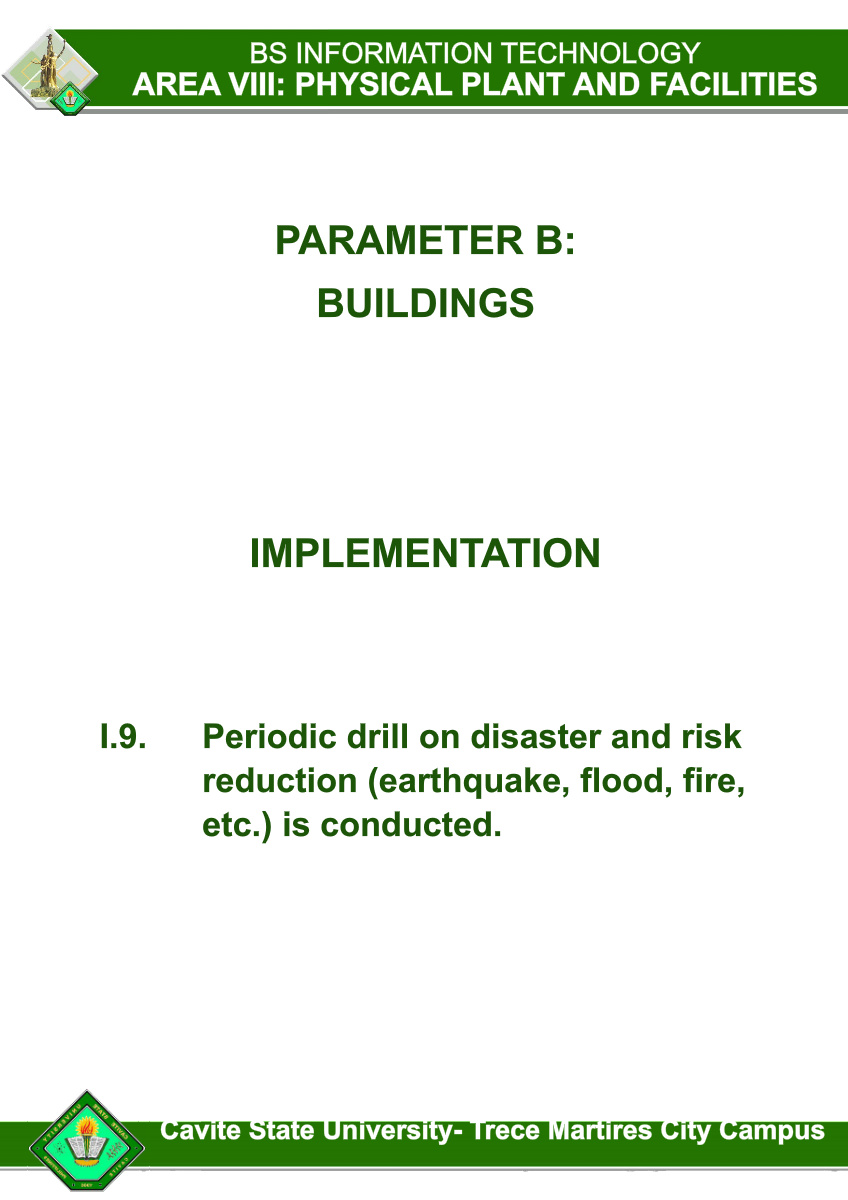 BS INFORMATION TECHNOLOGY
AREA VIII: PHYSICAL PLANT AND FACILITIES
PARAMETER B:
BUILDINGS
IMPLEMENTATION
I.9. Periodic drill on disaster and risk
reduction (earthquake, flood, fire,
etc.) is conducted.
Cavite State University- Trece Martires City Campus